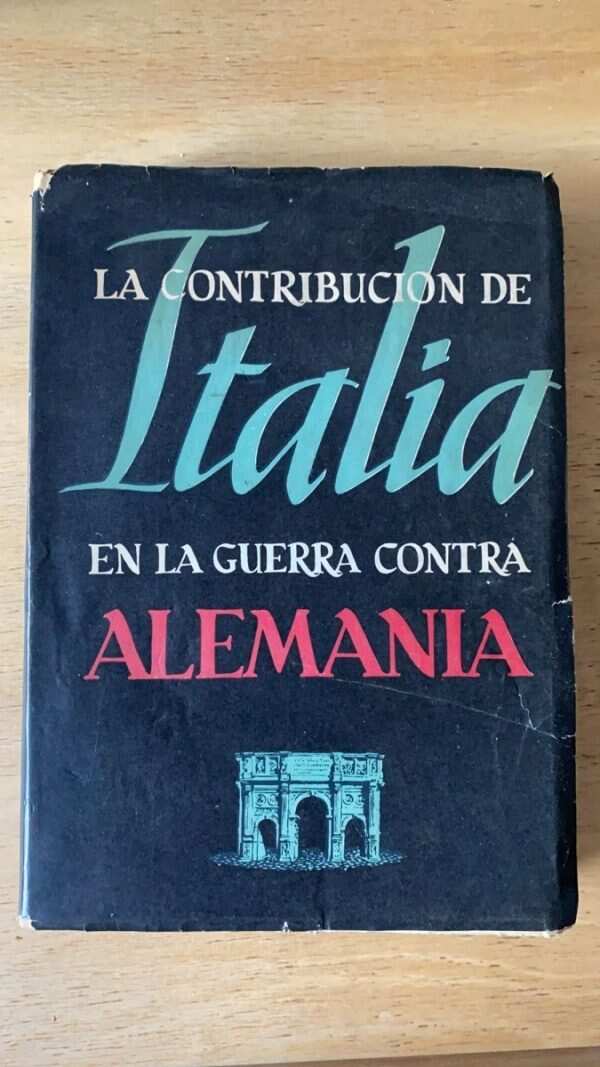 LA CONTRIBUCION DE
Italia
EN LA GUERRA CONTRA
ALEMANIA